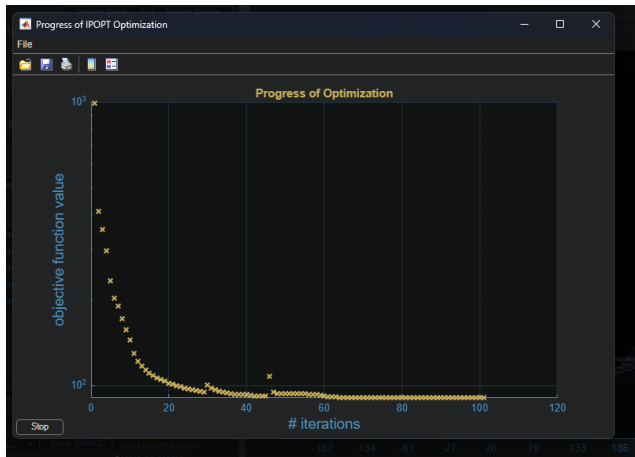 Progress of IPOPT Optimization
File
Progress of Optimization
10³
10²
objective function value
0 20 40 60 80 100 120
# iterations
Stop
-187 -134 -81 -27 26 79 133 186